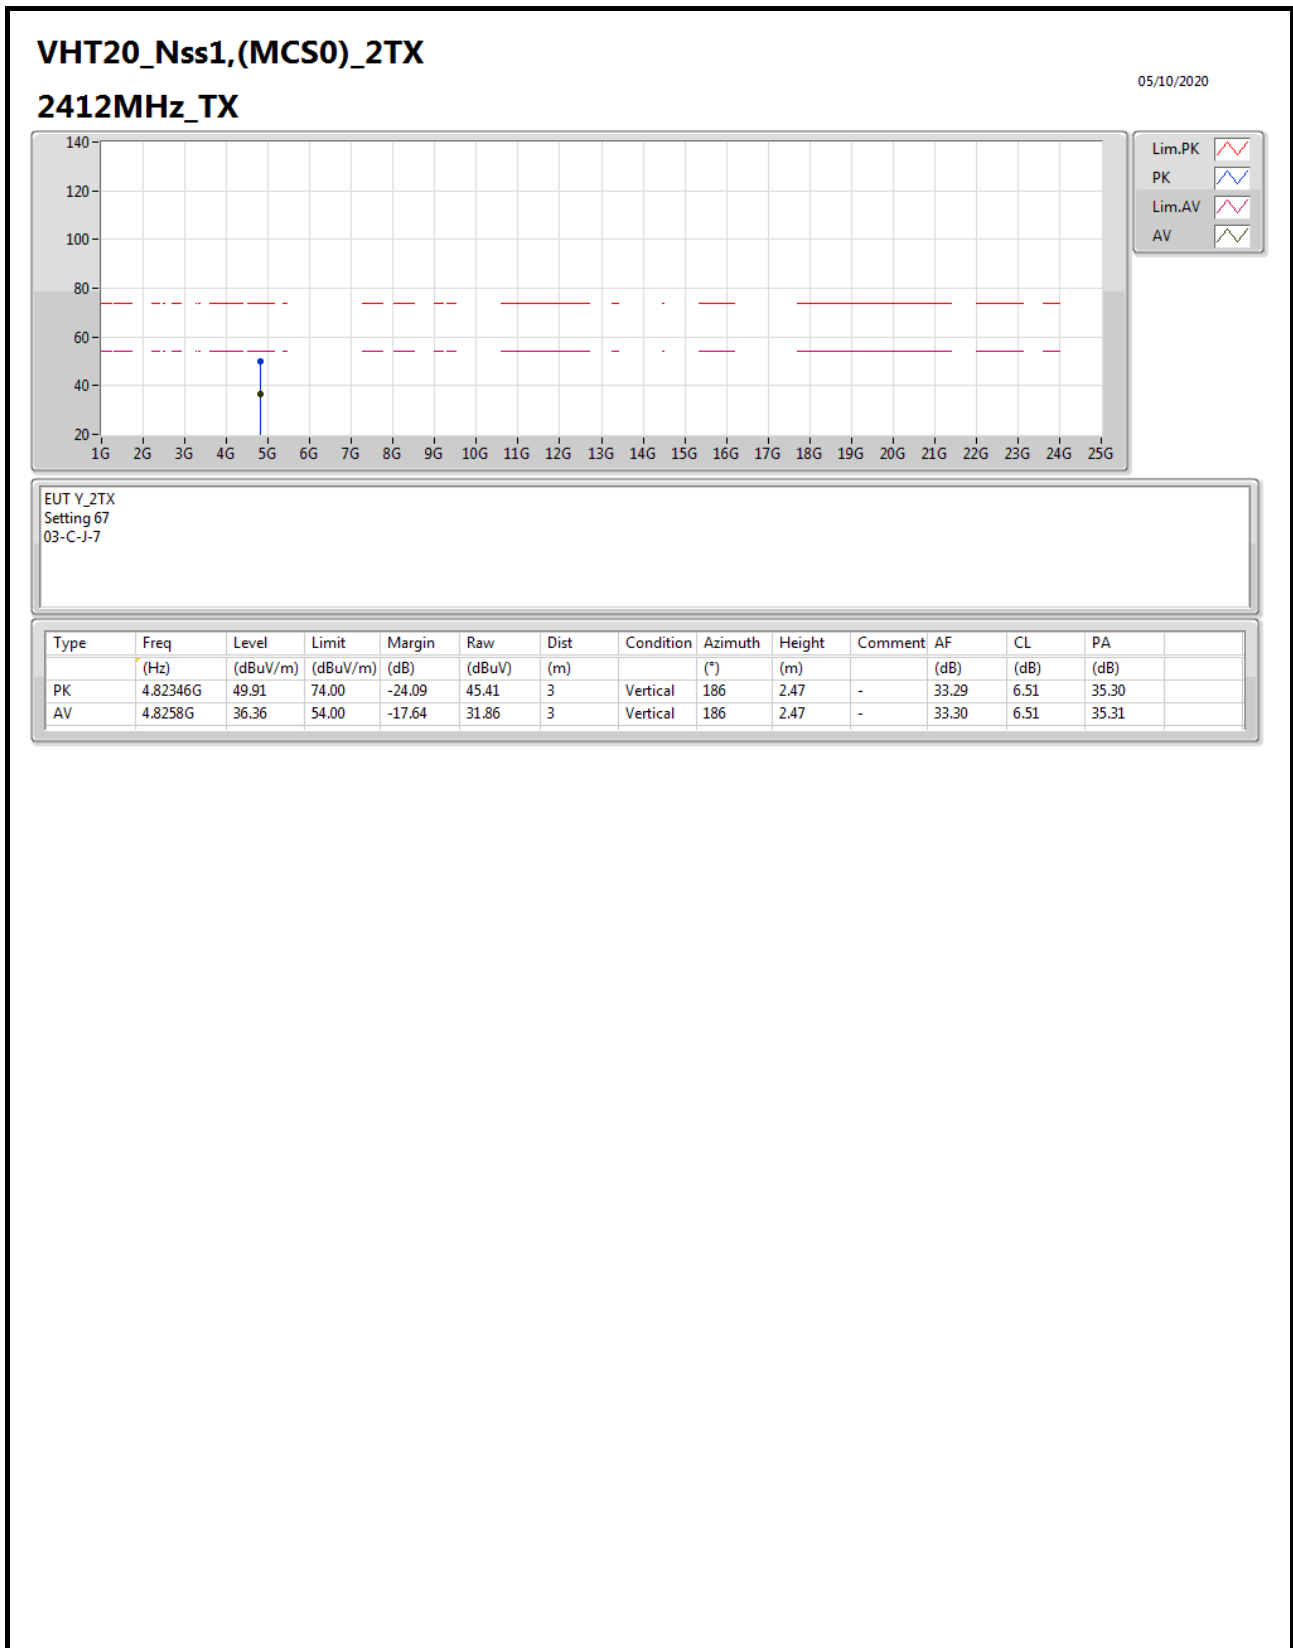 VHT20_Nss1,(MCS0)_2TX
05/10/2020
2412MHz_TX
140
120
100
80
60
40
20
1G 2G 3G 4G 5G 6G 7G 8G 9G 10G 11G 12G 13G 14G 15G 16G 17G 18G 19G 20G 21G 22G 23G 24G 25G
Lim.PK
PK
Lim.AV
AV
EUT Y_2TX
Setting 67
03-C-J-7
Type Freq Level Limit Margin Raw Dist Condition Azimuth Height Comment AF CL PA
(Hz) (dBuV/m) (dBuV/m) (dB) (dBuV) (m) (°) (m) (dB) (dB) (dB)
PK 4.82346G 49.91 74.00 -24.09 45.41 3 Vertical 186 2.47 - 33.29 6.51 35.30
AV 4.8258G 36.36 54.00 -17.64 31.86 3 Vertical 186 2.47 - 33.30 6.51 35.31